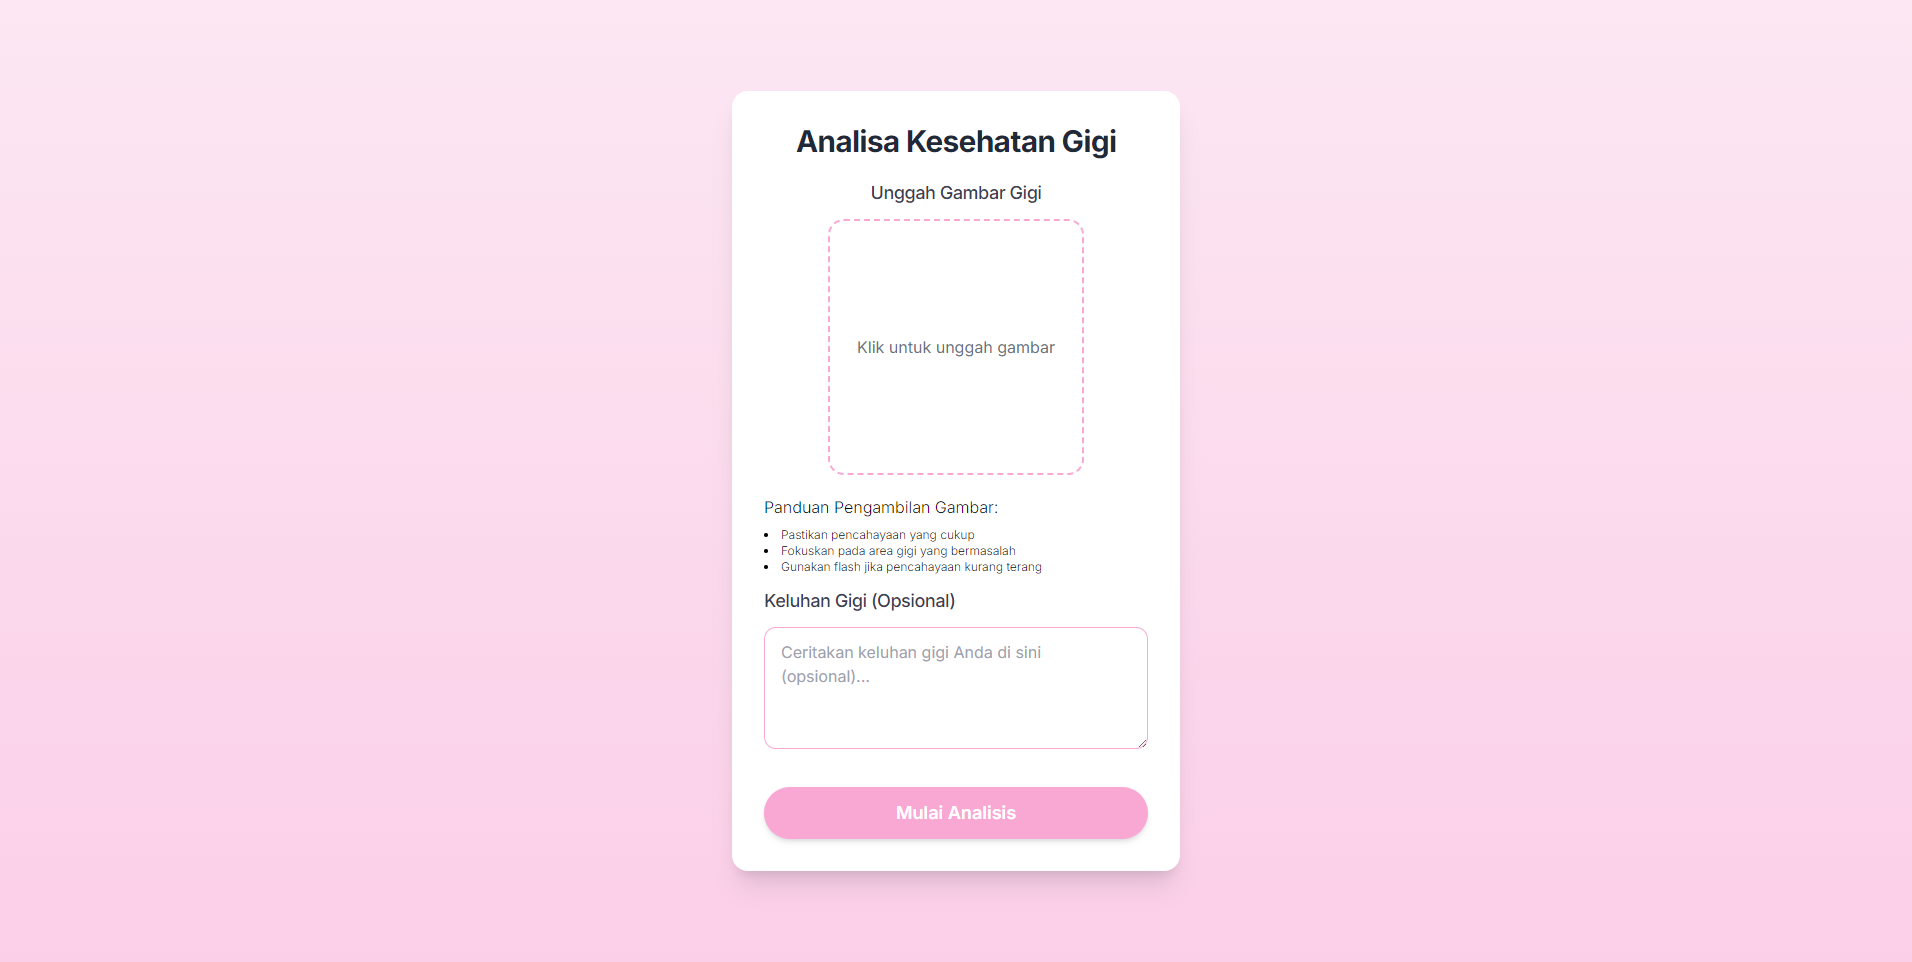 Analisa Kesehatan Gigi
Unggah Gambar Gigi
Klik untuk unggah gambar
Panduan Pengambilan Gambar:
• Pastikan pencahayaan yang cukup
• Fokuskan pada area gigi yang bermasalah
• Gunakan flash jika pencahayaan kurang terang
Keluhan Gigi (Opsional)
Ceritakan keluhan gigi Anda di sini
(opsional)...
Mulai Analisis